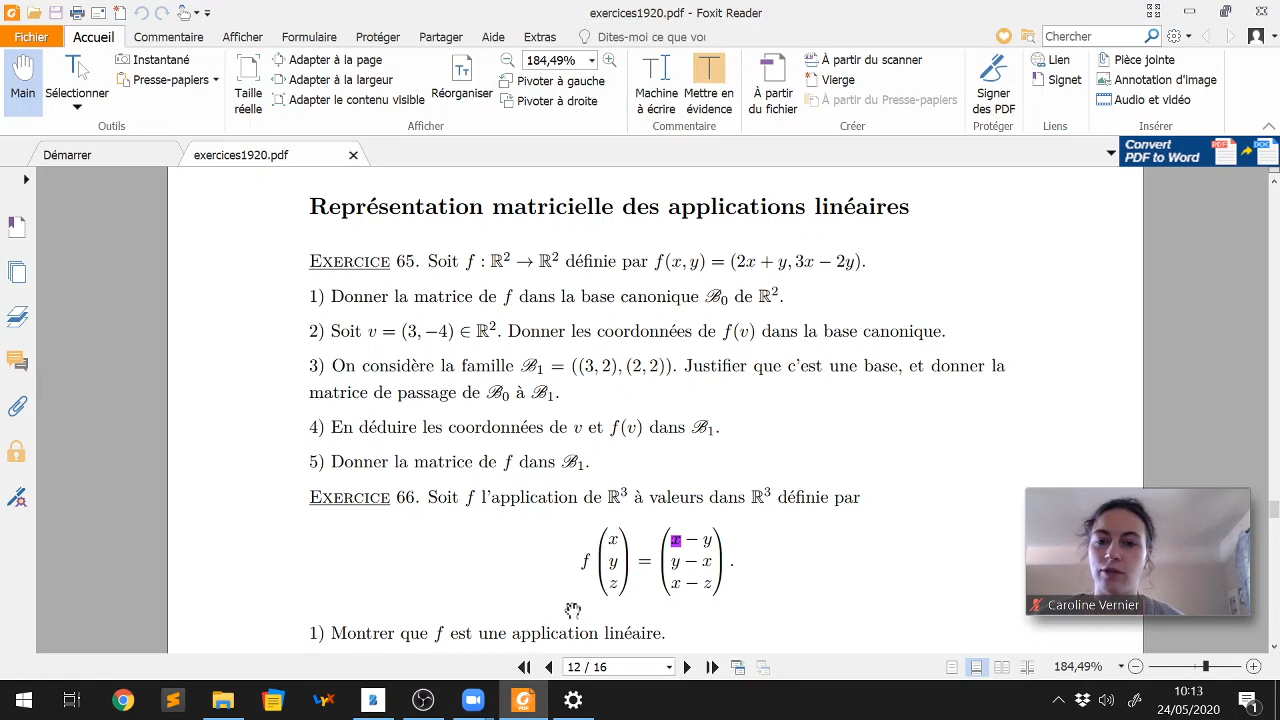 exercices1920.pdf - Foxit Reader
Fichier Accueil Commentaire Afficher Formulaire Protéger Partager Aide Extras Dites-moi ce que vou Chercher
Main
Sélectionner
Instantané
Presse-papiers
Outils
Taille réelle
Adapter à la page
Adapter à la largeur
Adapter le contenu visible
Réorganiser
184,49%
Pivoter à gauche
Pivoter à droite
Afficher
Machine à écrire
Mettre en évidence
Commentaire
À partir du fichier
À partir du scanner
Vierge
À partir du Presse-papiers
Créer
Signer des PDF
Protéger
Lien
Signet
Liens
Pièce jointe
Annotation d'image
Audio et vidéo
Insérer
Démarrer
exercices1920.pdf
Convert
PDF to Word
Représentation matricielle des applications linéaires
EXERCICE 65. Soit f : ℝ² → ℝ² définie par f(x, y) = (2x + y, 3x − 2y).
1) Donner la matrice de f dans la base canonique ℬ₀ de ℝ².
2) Soit v = (3, −4) ∈ ℝ². Donner les coordonnées de f(v) dans la base canonique.
3) On considère la famille ℬ₁ = ((3, 2), (2, 2)). Justifier que c'est une base, et donner la
matrice de passage de ℬ₀ à ℬ₁.
4) En déduire les coordonnées de v et f(v) dans ℬ₁.
5) Donner la matrice de f dans ℬ₁.
EXERCICE 66. Soit f l'application de ℝ³ à valeurs dans ℝ³ définie par
x x − y
f y = y − x .
z x − z
1) Montrer que f est une application linéaire.
Caroline Vernier
12 / 16
184,49%
10:13
24/05/2020